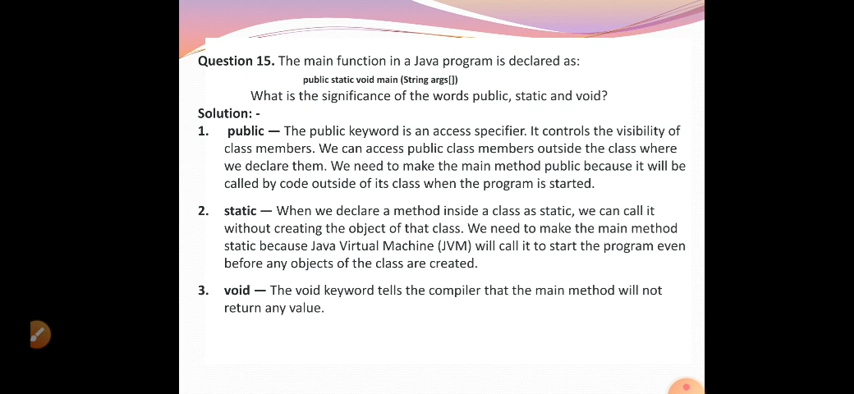 Question 15. The main function in a Java program is declared as:
public static void main (String args[])
What is the significance of the words public, static and void?
Solution: -
1. public — The public keyword is an access specifier. It controls the visibility of
class members. We can access public class members outside the class where
we declare them. We need to make the main method public because it will be
called by code outside of its class when the program is started.
2. static — When we declare a method inside a class as static, we can call it
without creating the object of that class. We need to make the main method
static because Java Virtual Machine (JVM) will call it to start the program even
before any objects of the class are created.
3. void — The void keyword tells the compiler that the main method will not
return any value.